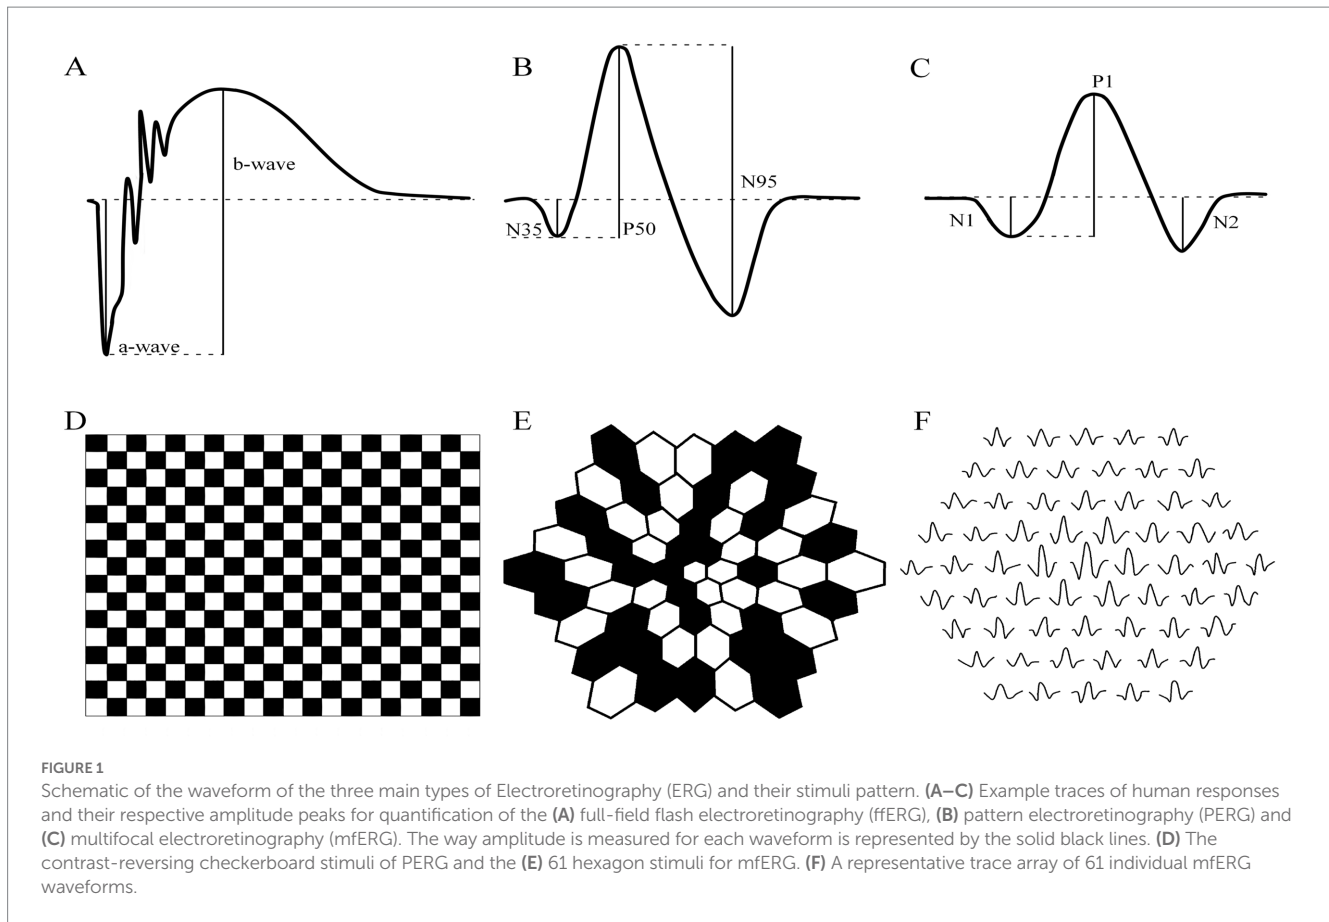 A
b-wave
a-wave
B
N95
N35
P50
C
P1
N1
N2
D
E
F
FIGURE 1
Schematic of the waveform of the three main types of Electroretinography (ERG) and their stimuli pattern. (A–C) Example traces of human responses
and their respective amplitude peaks for quantification of the (A) full-field flash electroretinography (ffERG), (B) pattern electroretinography (PERG) and
(C) multifocal electroretinography (mfERG). The way amplitude is measured for each waveform is represented by the solid black lines. (D) The
contrast-reversing checkerboard stimuli of PERG and the (E) 61 hexagon stimuli for mfERG. (F) A representative trace array of 61 individual mfERG
waveforms.